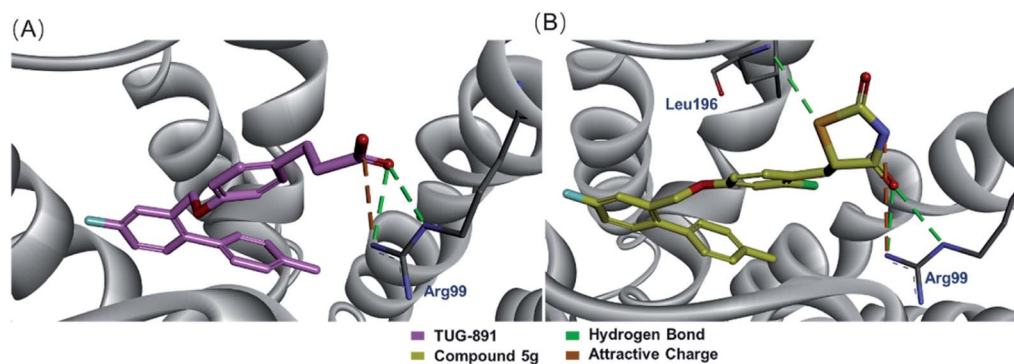 (A)
(B)
Leu196
Arg99
Arg99
TUG-891
Hydrogen Bond
Compound 5g
Attractive Charge